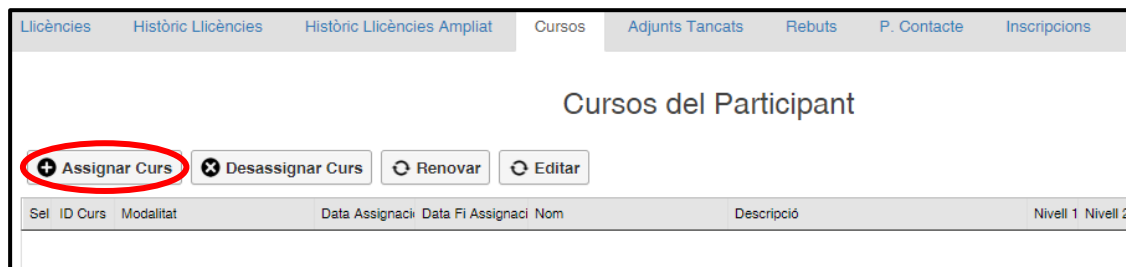 Llicències Històric Llicències Històric Llicències Ampliat Cursos Adjunts Tancats Rebuts P. Contacte Inscripcions
Cursos del Participant
Assignar Curs Desassignar Curs Renovar Editar
Sel ID Curs Modalitat Data Assignaci Data Fi Assignaci Nom Descripció Nivell 1 Nivell 2